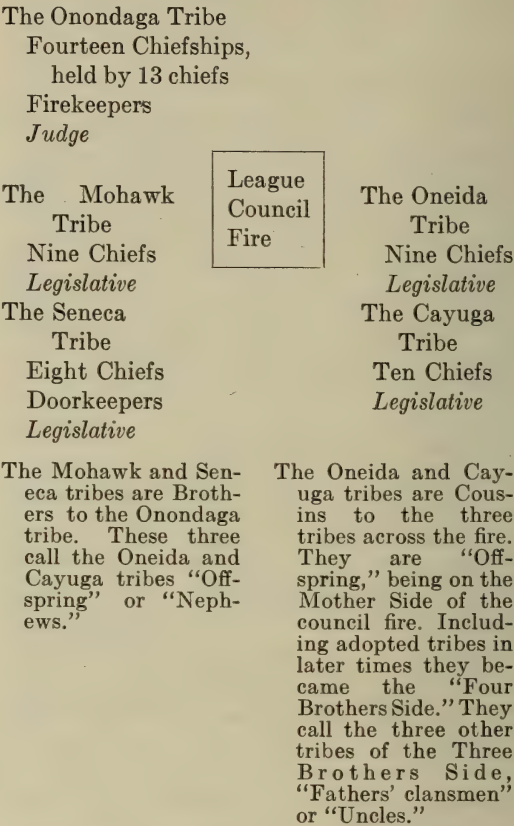 The Onondaga Tribe
Fourteen Chiefships,
held by 13 chiefs
Firekeepers
Judge
League
Council
Fire
The Mohawk
Tribe
Nine Chiefs
Legislative
The Seneca
Tribe
Eight Chiefs
Doorkeepers
Legislative
The Oneida
Tribe
Nine Chiefs
Legislative
The Cayuga
Tribe
Ten Chiefs
Legislative
The Mohawk and Sen-
eca tribes are Broth-
ers to the Onondaga
tribe. These three
call the Oneida and
Cayuga tribes “Off-
spring” or “Neph-
ews.”
The Oneida and Cay-
uga tribes are Cous-
ins to the three
tribes across the fire.
They are “Off-
spring,” being on the
Mother Side of the
council fire. Includ-
ing adopted tribes in
later times they be-
came the “Four
Brothers Side.” They
call the three other
tribes of the Three
Brothers Side,
“Fathers’ clansmen”
or “Uncles.”